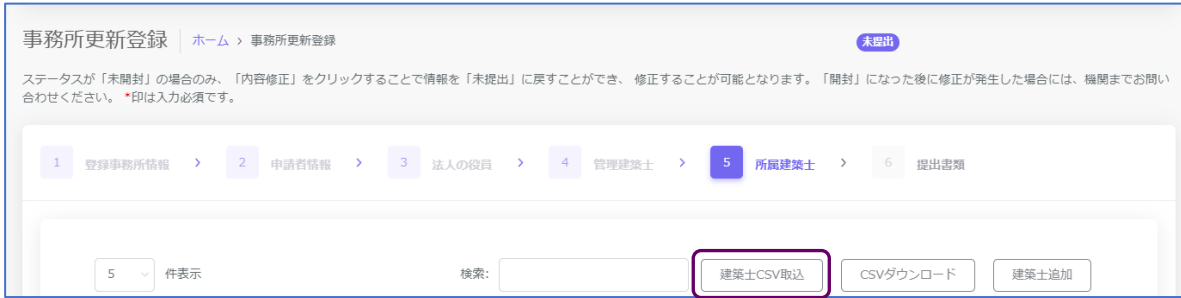 事務所更新登録 ホーム > 事務所更新登録 未提出
ステータスが「未開封」の場合のみ、「内容修正」をクリックすることで情報を「未提出」に戻すことができ、 修正することが可能となります。「開封」になった後に修正が発生した場合には、機関までお問い
合わせください。 *印は入力必須です。
1 登録事務所情報 > 2 申請者情報 > 3 法人の役員 > 4 管理建築士 > 5 所属建築士 > 6 提出書類
5 件表示 検索: 建築士CSV取込 CSVダウンロード 建築士追加